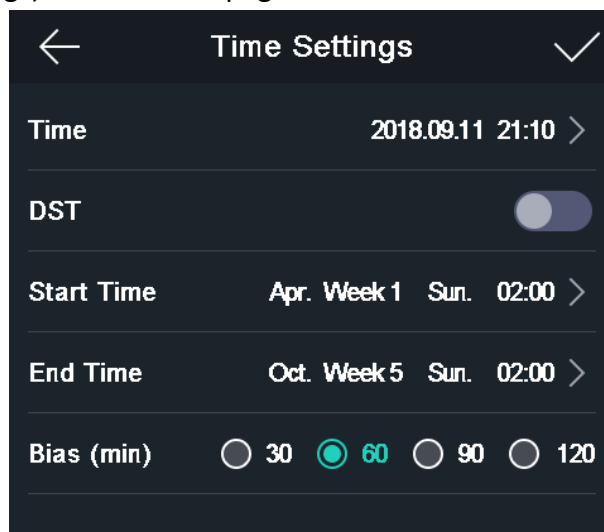 Time Settings
Time 2018.09.11 21:10
DST
Start Time Apr. Week 1 Sun. 02:00
End Time Oct. Week 5 Sun. 02:00
Bias (min) 30 60 90 120